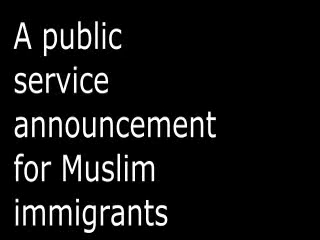 A public
service
announcement
for Muslim
immigrants